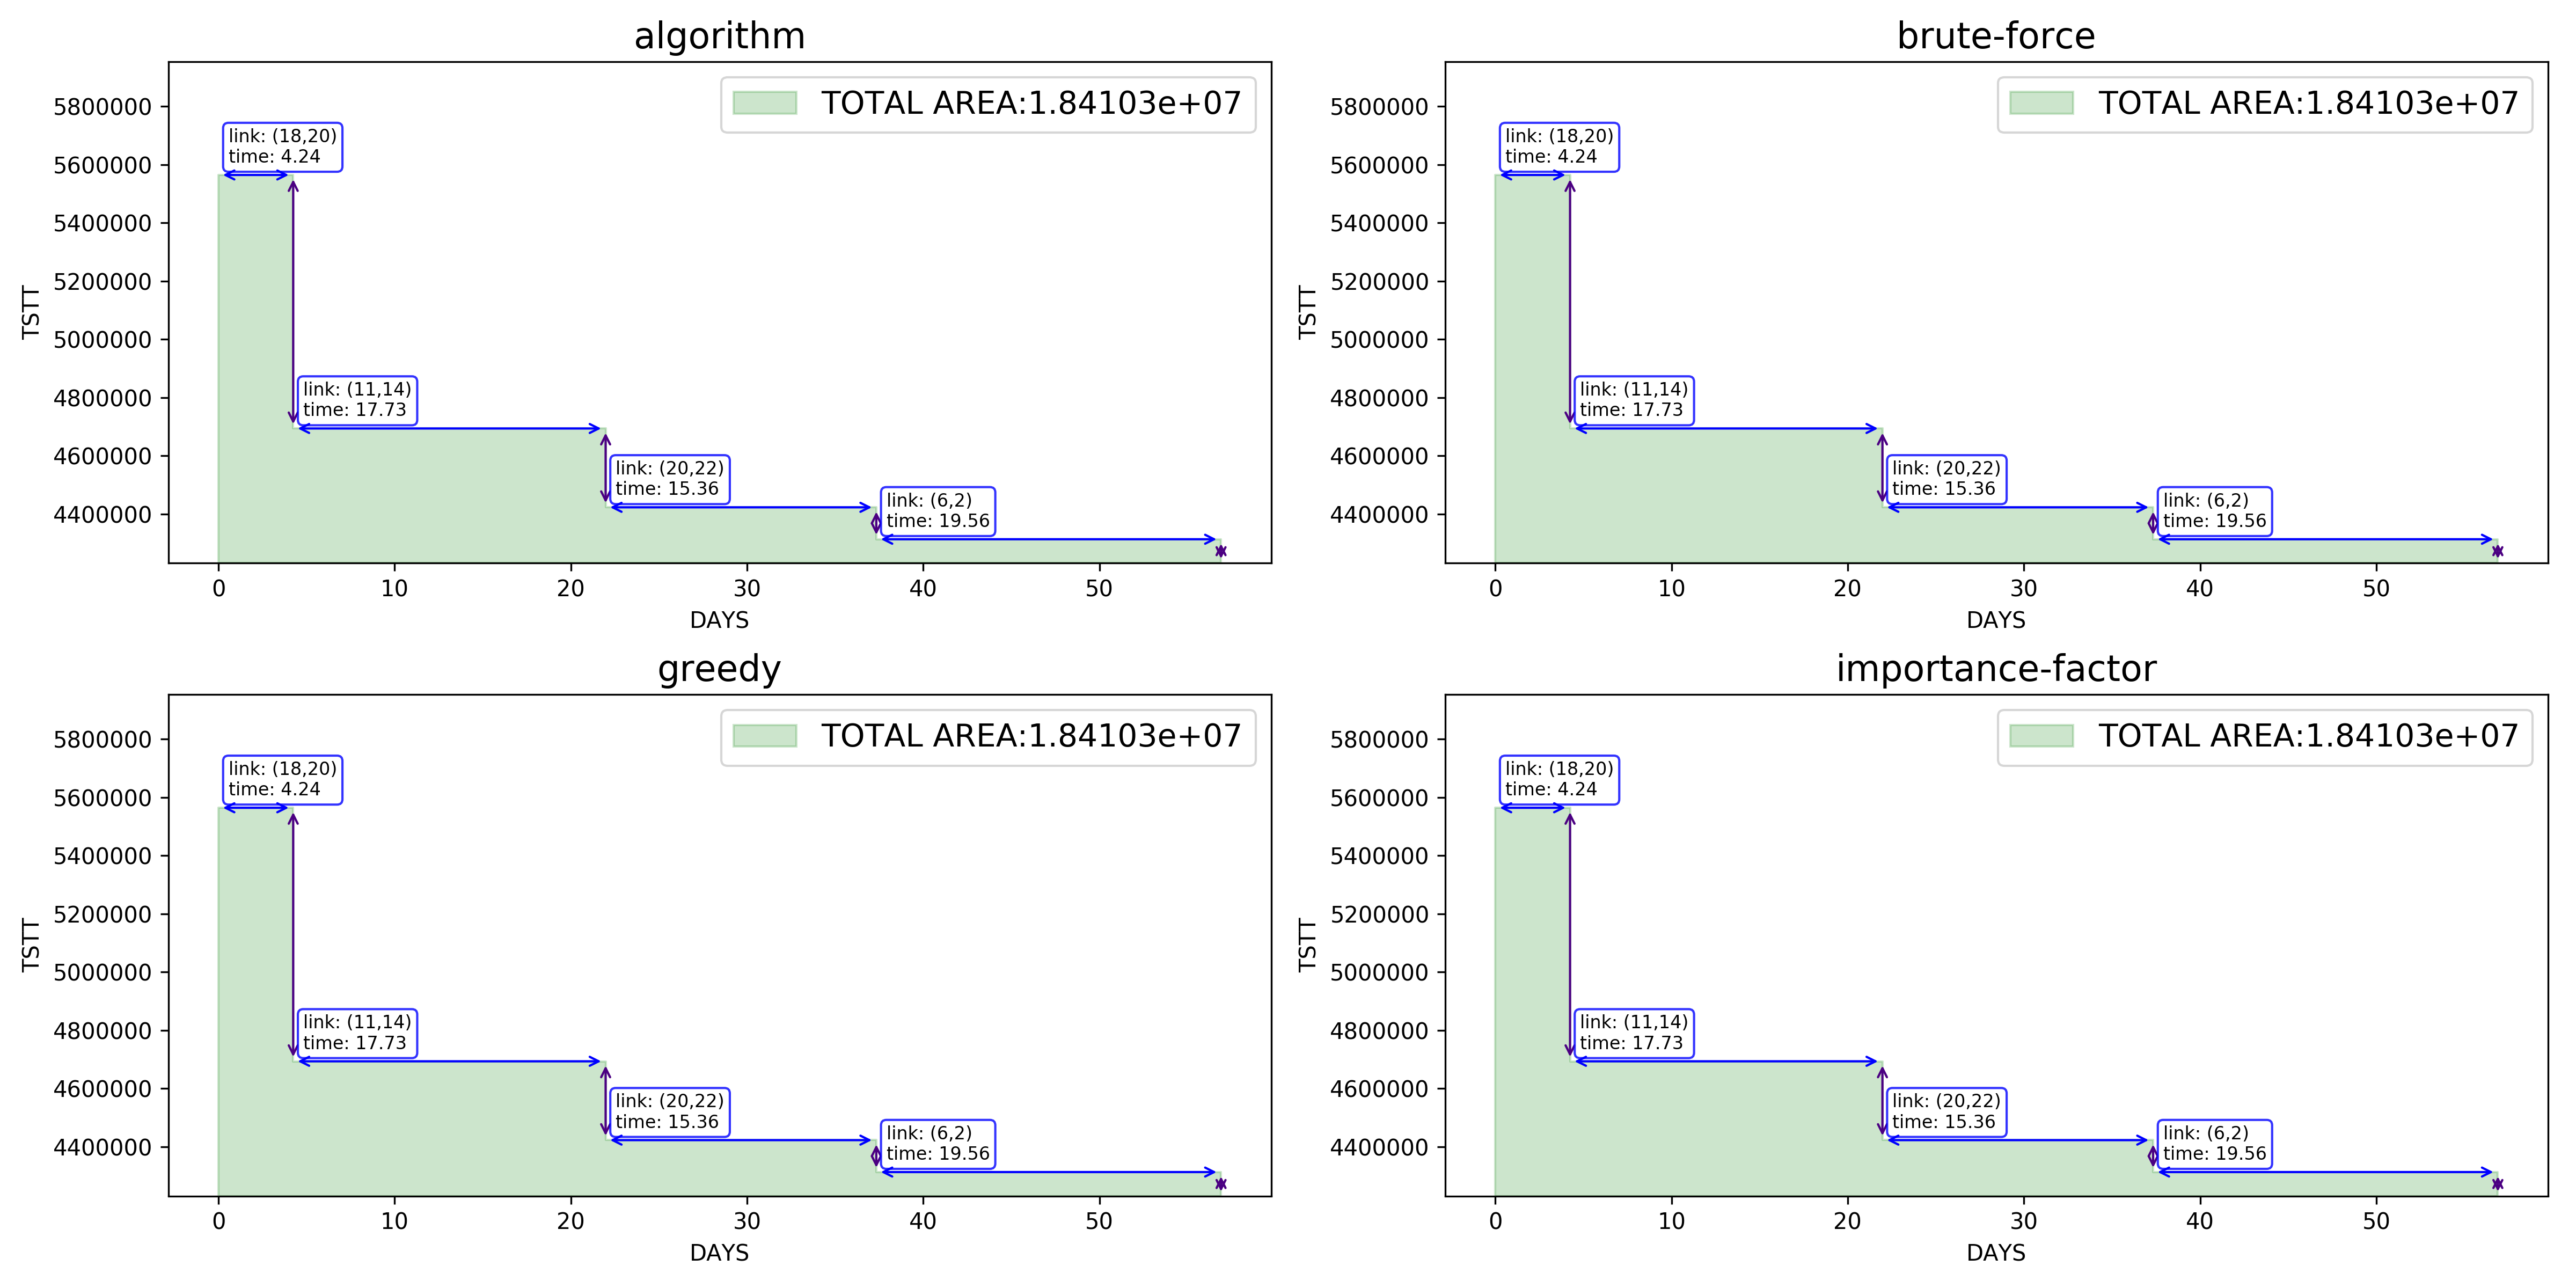 algorithm
TOTAL AREA:1.84103e+07
5800000
5600000
5400000
5200000
5000000
4800000
4600000
4400000
TSTT
link: (18,20)
time: 4.24
link: (11,14)
time: 17.73
link: (20,22)
time: 15.36
link: (6,2)
time: 19.56
0 10 20 30 40 50
DAYS
brute-force
TOTAL AREA:1.84103e+07
5800000
5600000
5400000
5200000
5000000
4800000
4600000
4400000
TSTT
link: (18,20)
time: 4.24
link: (11,14)
time: 17.73
link: (20,22)
time: 15.36
link: (6,2)
time: 19.56
0 10 20 30 40 50
DAYS
greedy
TOTAL AREA:1.84103e+07
5800000
5600000
5400000
5200000
5000000
4800000
4600000
4400000
TSTT
link: (18,20)
time: 4.24
link: (11,14)
time: 17.73
link: (20,22)
time: 15.36
link: (6,2)
time: 19.56
0 10 20 30 40 50
DAYS
importance-factor
TOTAL AREA:1.84103e+07
5800000
5600000
5400000
5200000
5000000
4800000
4600000
4400000
TSTT
link: (18,20)
time: 4.24
link: (11,14)
time: 17.73
link: (20,22)
time: 15.36
link: (6,2)
time: 19.56
0 10 20 30 40 50
DAYS